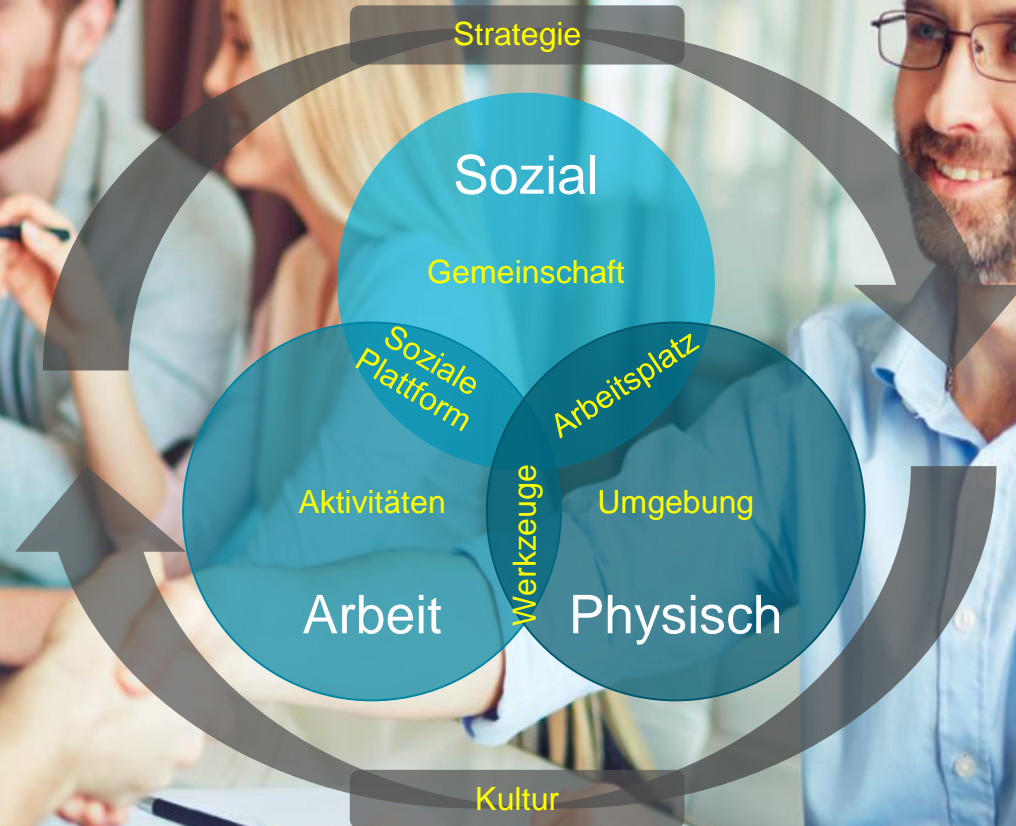 Strategie
Sozial
Gemeinschaft
Soziale
Plattform
Arbeitsplatz
Werkzeuge
Aktivitäten
Umgebung
Arbeit
Physisch
Kultur